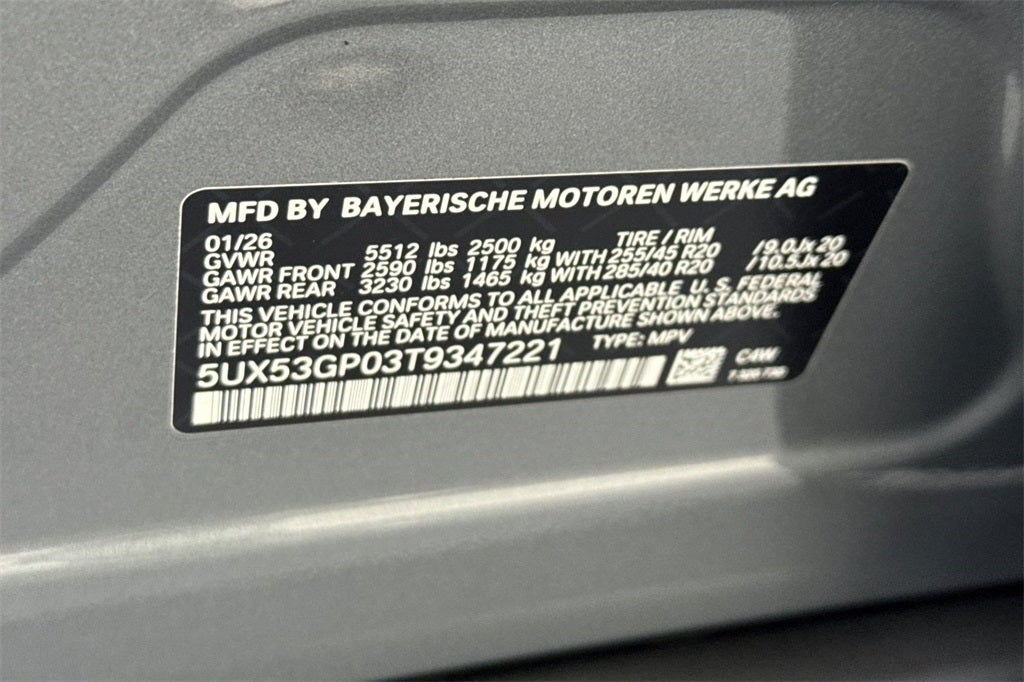 MFD BY BAYERISCHE MOTOREN WERKE AG
01/26 TIRE / RIM
GVWR 5512 lbs 2500 kg
GAWR FRONT 2590 lbs 1175 kg WITH 255/45 R20 /9.0Jx20
GAWR REAR 3230 lbs 1465 kg WITH 285/40 R20 /10.5Jx20
THIS VEHICLE CONFORMS TO ALL APPLICABLE U.S. FEDERAL
MOTOR VEHICLE SAFETY AND THEFT PREVENTION STANDARDS
IN EFFECT ON THE DATE OF MANUFACTURE SHOWN ABOVE.
5UX53GP03T9347221 TYPE: MPV
C4W